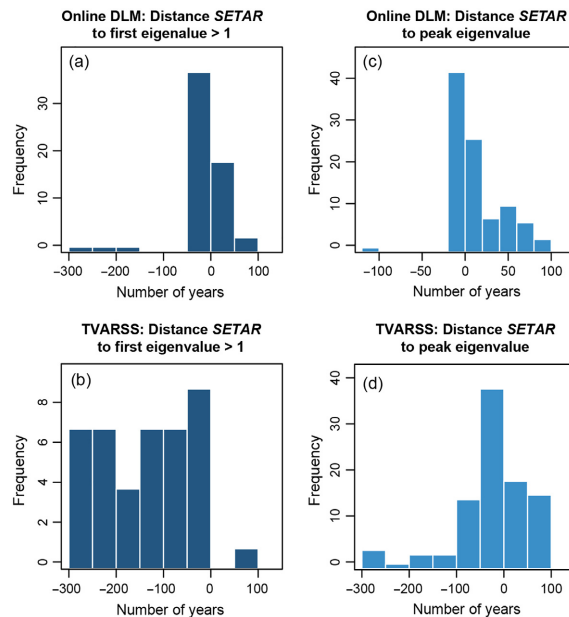 Online DLM: Distance SETAR
to first eigenalue > 1
(a)
Frequency
30
20
10
0
−300
−200
−100
0
100
Number of years
Online DLM: Distance SETAR
to peak eigenvalue
(c)
Frequency
40
30
20
10
0
−100
−50
0
50
100
Number of years
TVARSS: Distance SETAR
to first eigenvalue > 1
(b)
Frequency
8
6
4
2
0
−300
−200
−100
0
100
Number of years
TVARSS: Distance SETAR
to peak eigenvalue
(d)
Frequency
40
30
20
10
0
−300
−200
−100
0
100
Number of years